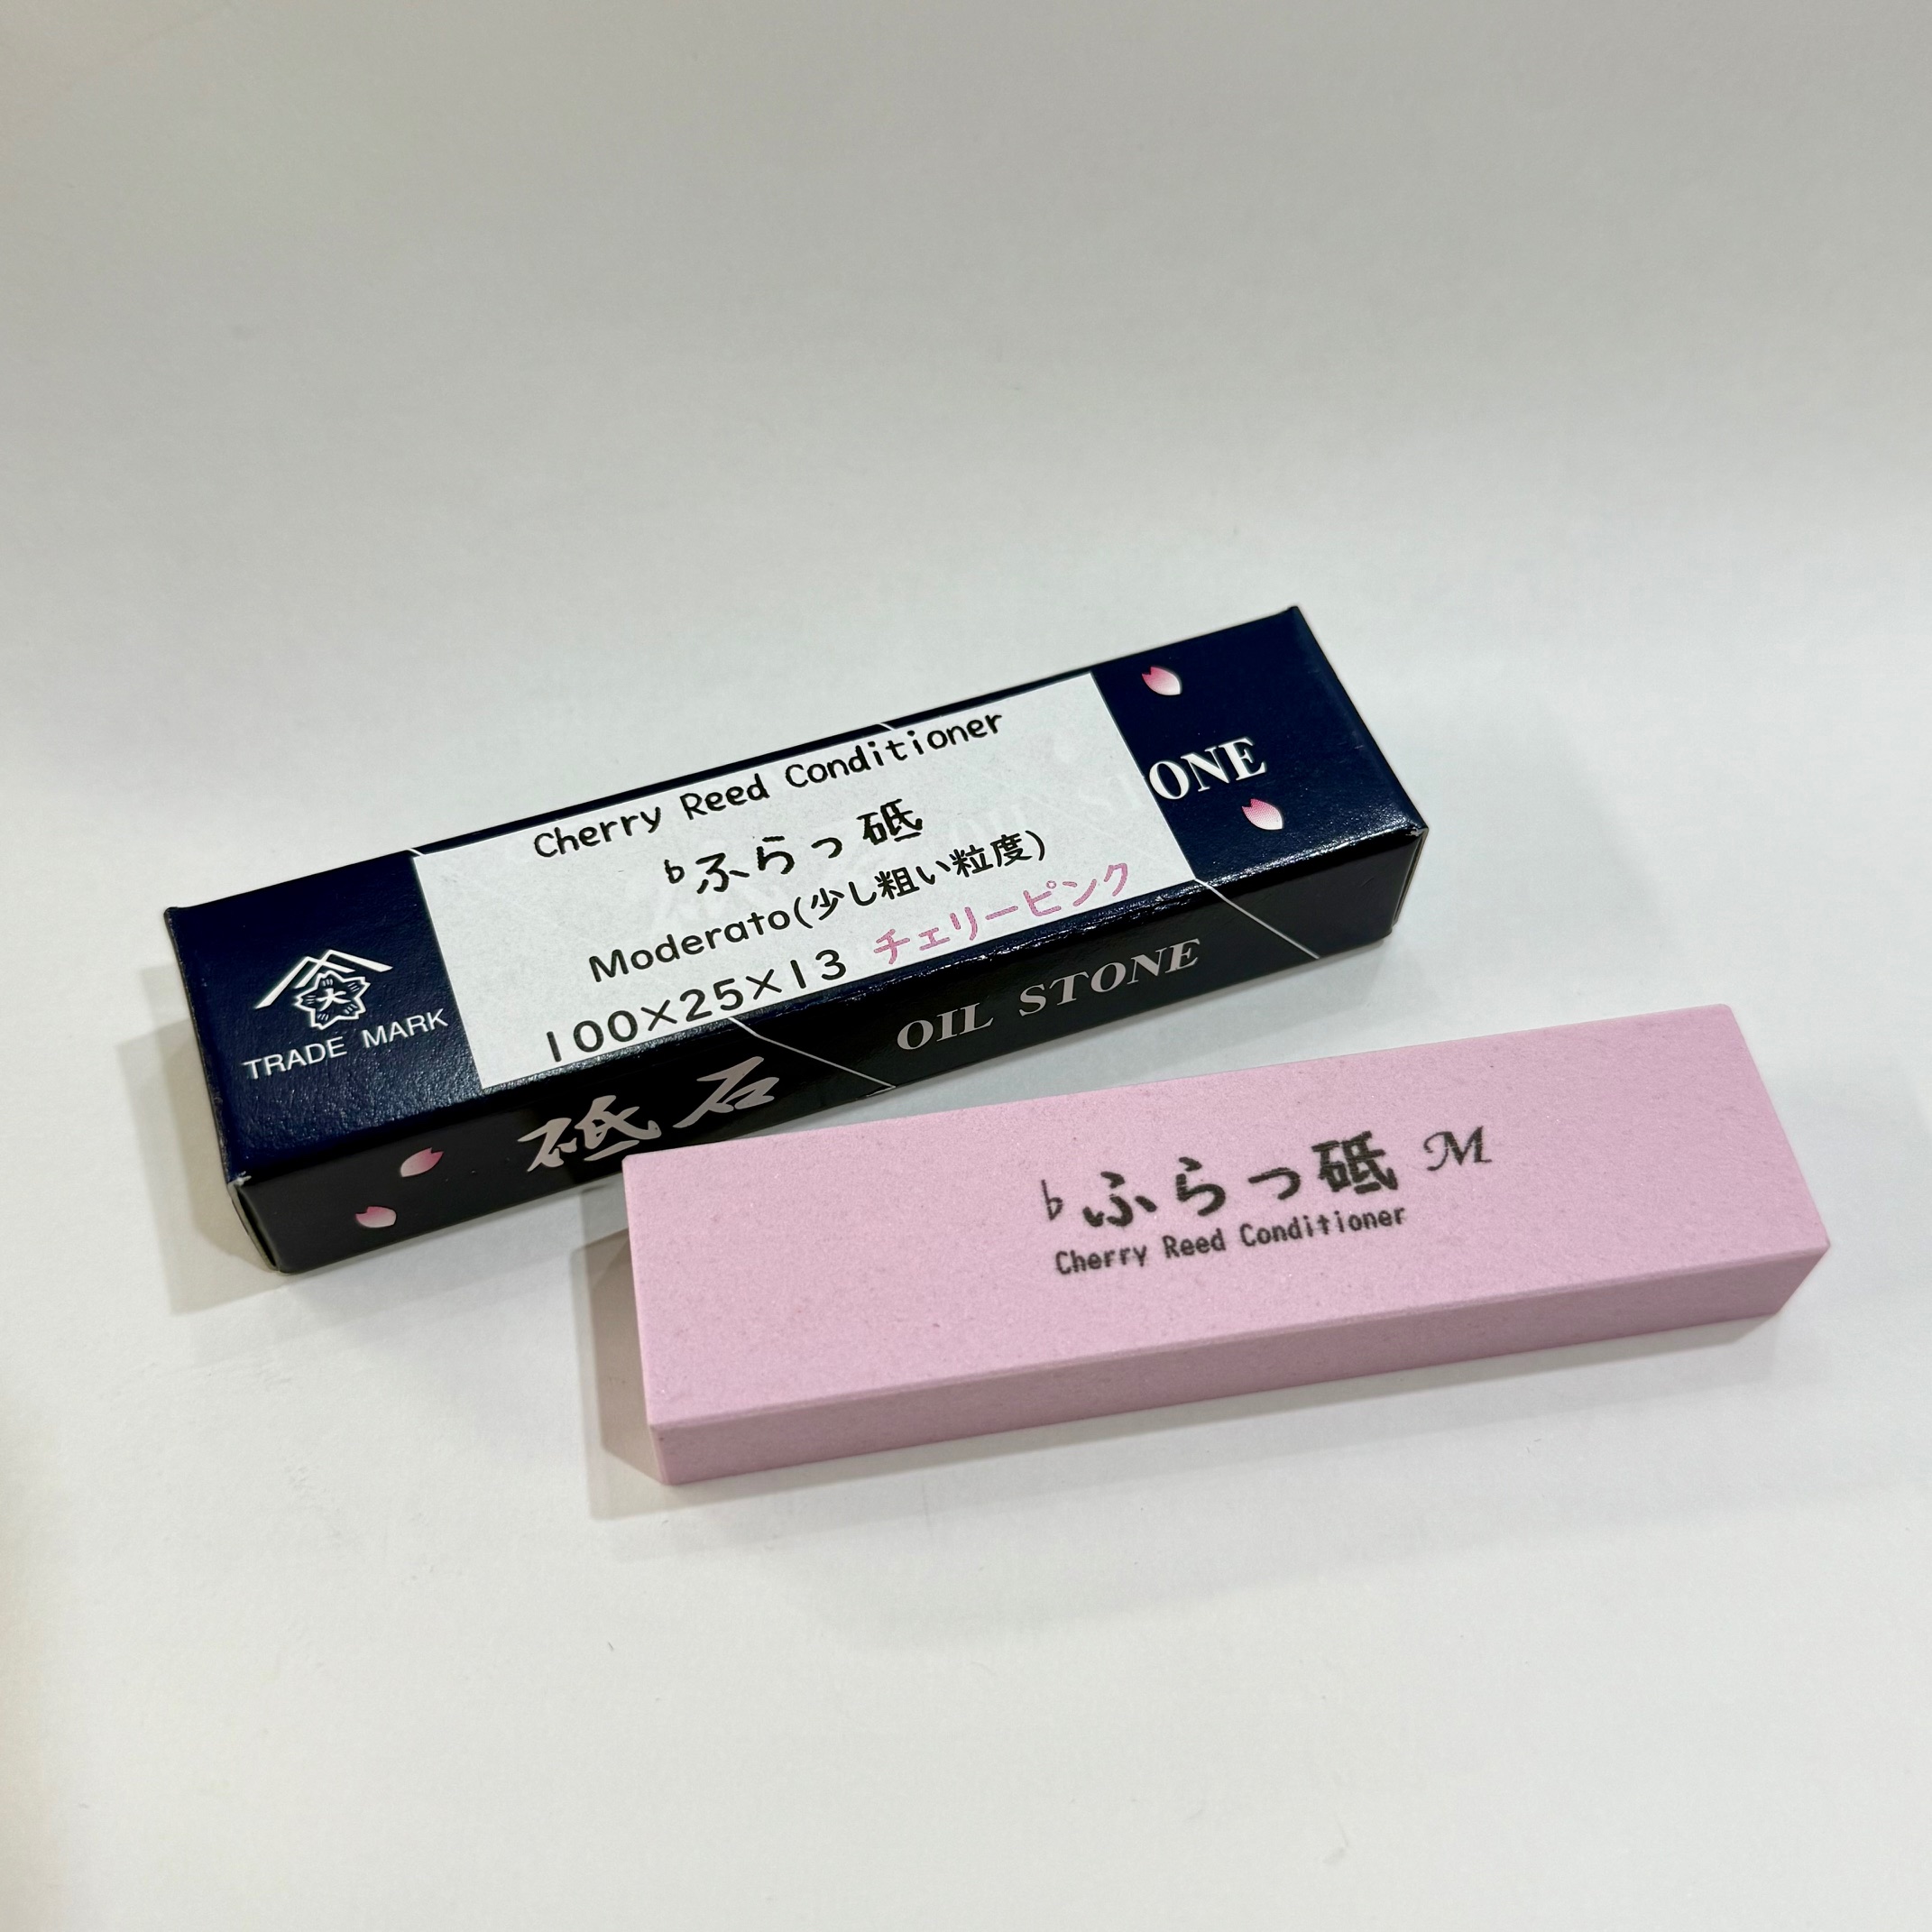 Cherry Reed Conditioner
♭ふらっ砥
Moderato(少し粗い粒度)
100×25×13 チェリーピンク
TRADE MARK
大
STONE
砥石 OIL STONE
♭ふらっ砥 M
Cherry Reed Conditioner